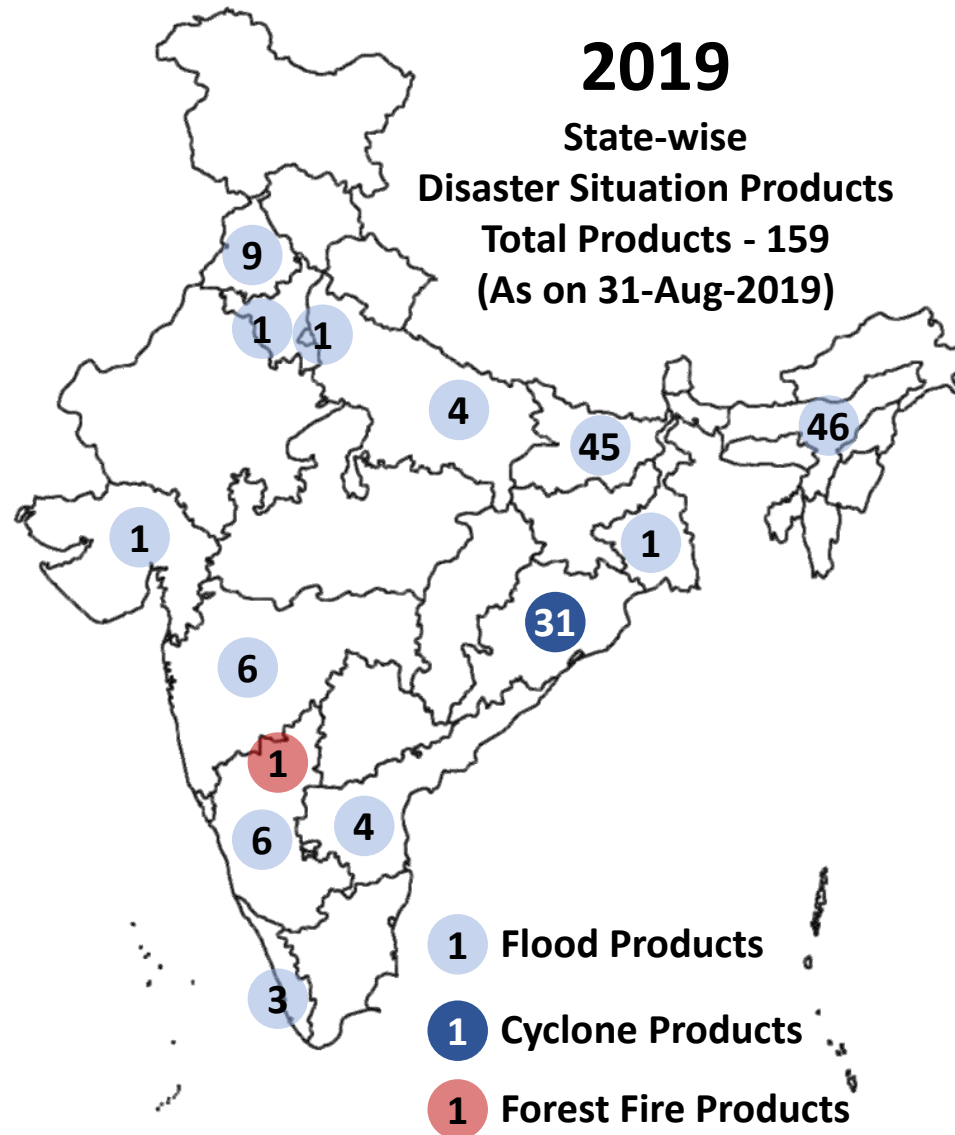 2019
State-wise
Disaster Situation Products
Total Products - 159
(As on 31-Aug-2019)
9
1
1
4
45
46
1
1
31
6
1
6
4
3
1 Flood Products
1 Cyclone Products
1 Forest Fire Products